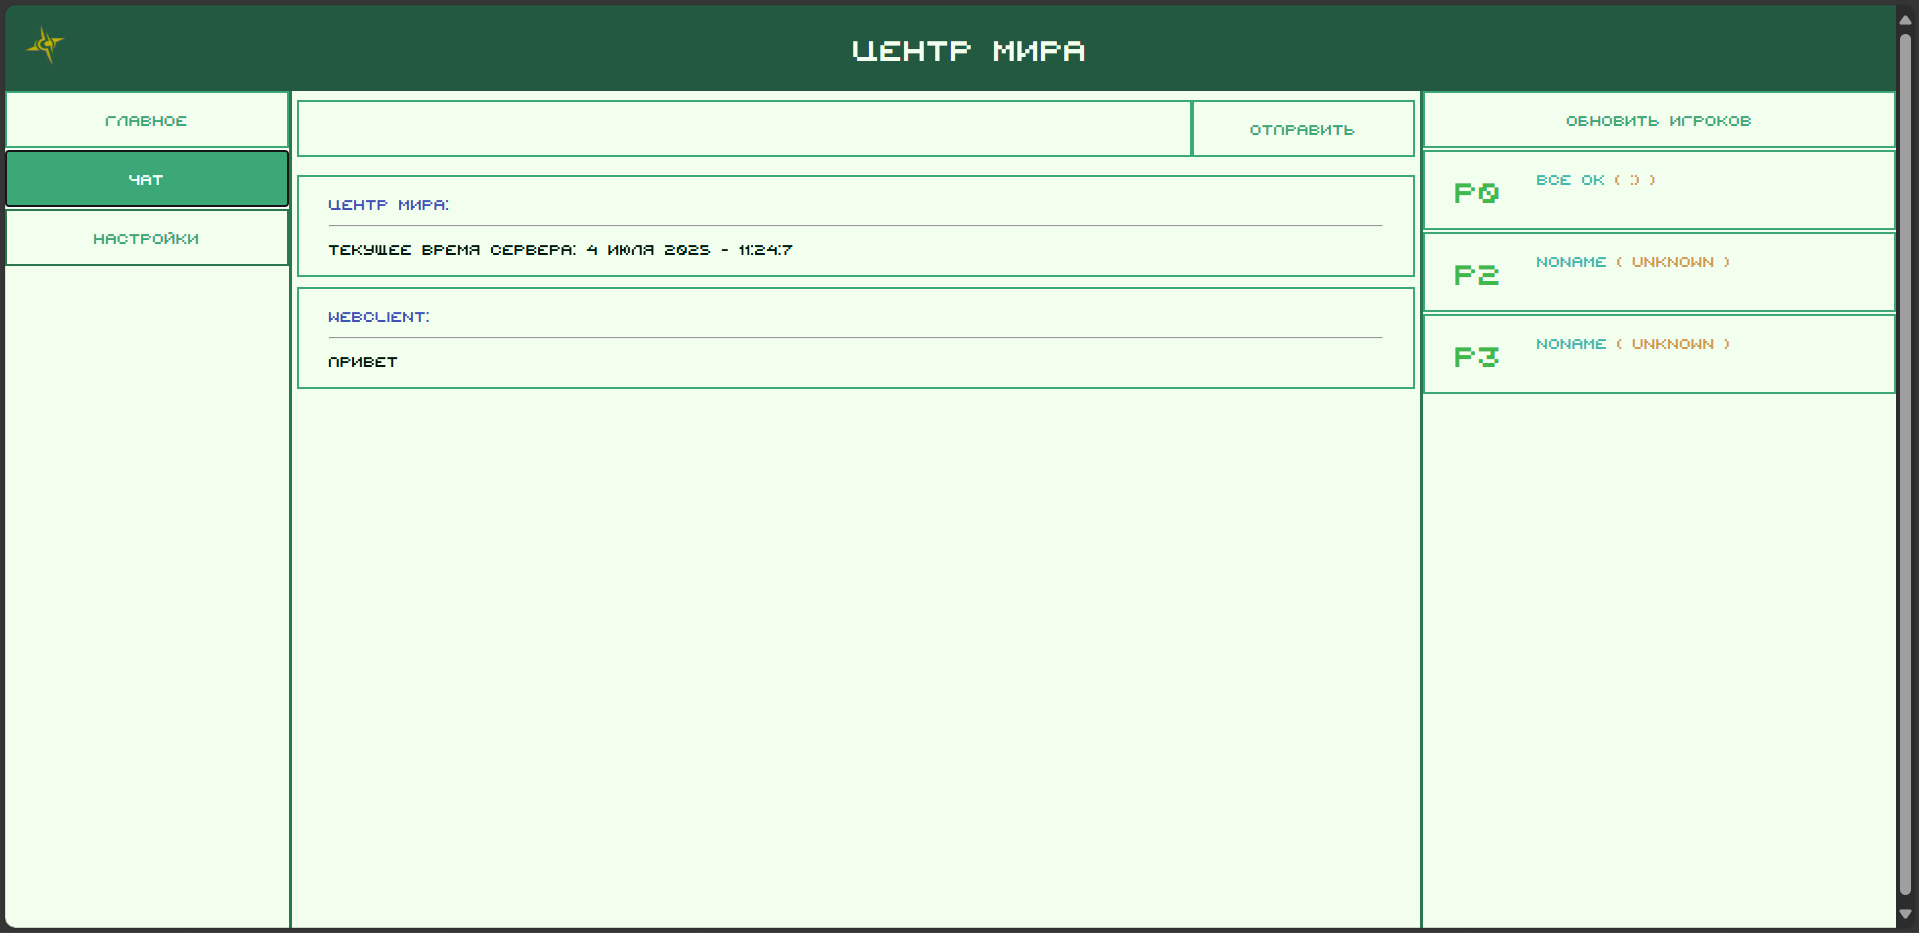 ЦЕНТР МИРА
ГЛАВНОЕ
ЧАТ
НАСТРОЙКИ
ОТПРАВИТЬ
ЦЕНТР МИРА:
ТЕКУЩЕЕ ВРЕМЯ СЕРВЕРА: 4 ИЮЛЯ 2025 - 11:24:7
WEBCLIENT:
ПРИВЕТ
ОБНОВИТЬ ИГРОКОВ
P0
ВСЕ ОК ( :) )
P2
NONAME ( UNKNOWN )
P3
NONAME ( UNKNOWN )